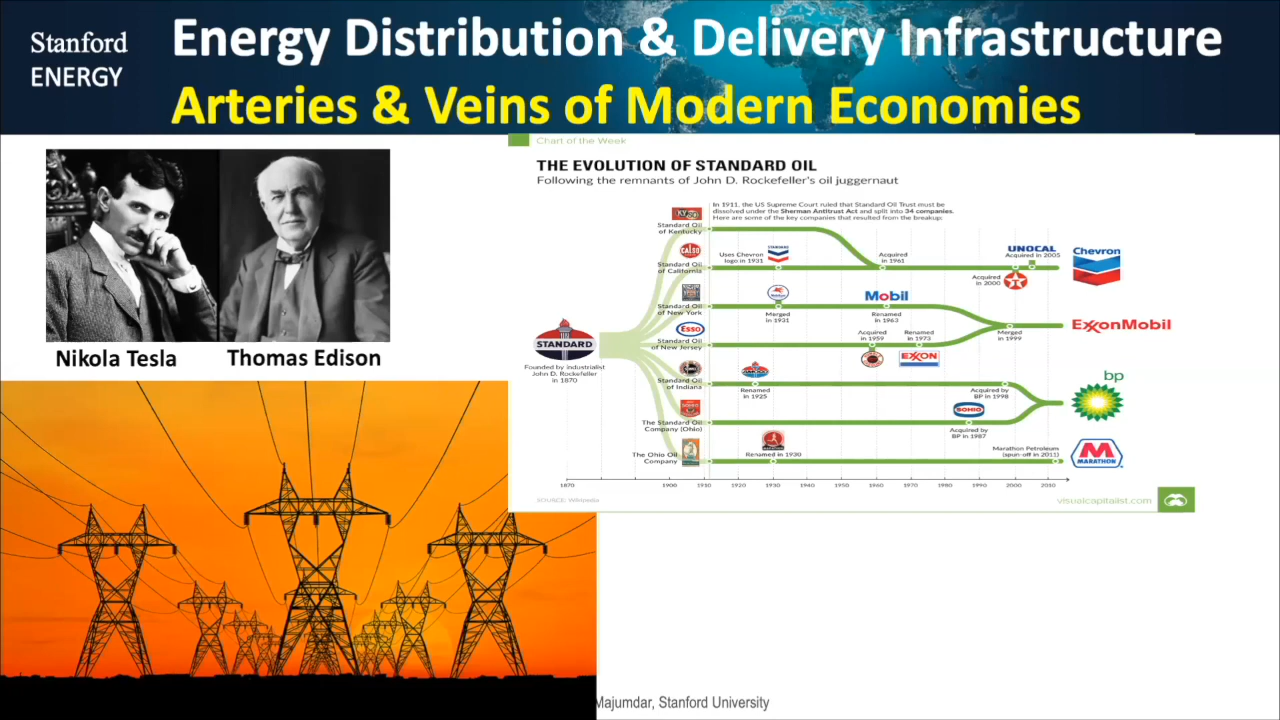 Stanford
ENERGY
Energy Distribution & Delivery Infrastructure
Arteries & Veins of Modern Economies
Nikola Tesla
Thomas Edison
Chart of the Week
THE EVOLUTION OF STANDARD OIL
Following the remnants of John D. Rockefeller's oil juggernaut
In 1911, the US Supreme Court ruled that Standard Oil Trust must be
dissolved under the Sherman Antitrust Act and split into 34 companies.
Here are some of the key companies that resulted from the breakup.
STANDARD
Founded by industrialist
John D. Rockefeller
in 1870
KYSO
Standard Oil
of Kentucky
CALSO
Standard Oil
of California
Uses Chevron
logo in 1931
STANDARD
Acquired
in 1961
UNOCAL
Acquired in 2005
Acquired
in 2000
Chevron
Standard Oil
of New York
Merged
in 1931
Mobil
Renamed
in 1963
Esso
Standard Oil
of New Jersey
Acquired
in 1959
Renamed
in 1973
EXXON
Merged
in 1999
ExxonMobil
Standard Oil
of Indiana
Renamed
in 1925
Acquired by
BP in 1998
The Standard Oil
Company (Ohio)
SOHIO
Acquired by
BP in 1987
bp
The Ohio Oil
Company
Renamed in 1930
Marathon Petroleum
(spun-off in 2011)
MARATHON
1870
1900
1910
1920
1930
1940
1950
1960
1970
1980
1990
2000
2010
SOURCE: Wikipedia
visualcapitalist.com
Majumdar, Stanford University